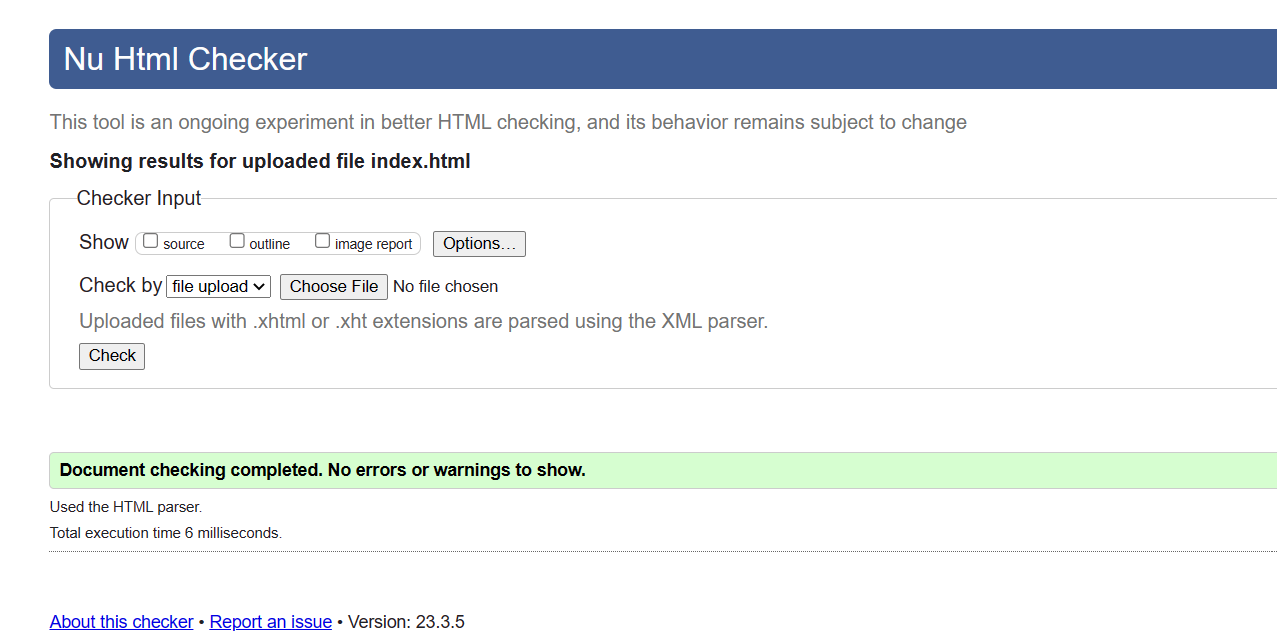 Nu Html Checker
This tool is an ongoing experiment in better HTML checking, and its behavior remains subject to change
Showing results for uploaded file index.html
Checker Input
Show source outline image report Options…
Check by file upload Choose File No file chosen
Uploaded files with .xhtml or .xht extensions are parsed using the XML parser.
Check
Document checking completed. No errors or warnings to show.
Used the HTML parser.
Total execution time 6 milliseconds.
About this checker • Report an issue • Version: 23.3.5